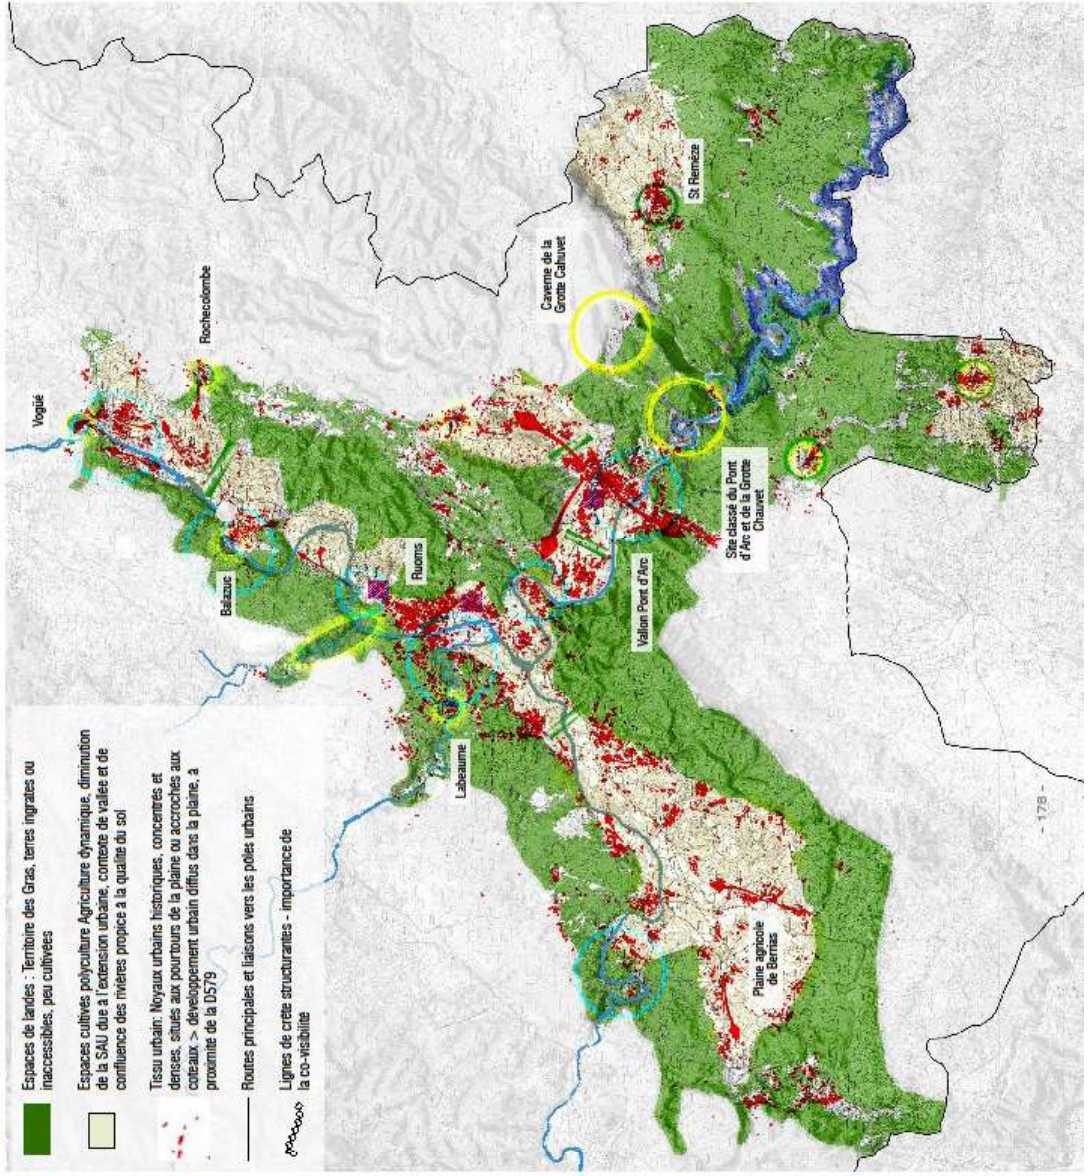 Espaces de landes : Territoire des Gras, terres ingrates ou
inaccessibles, peu cultivées
Espaces cultivés polyculture Agriculture dynamique, diminution
de la SAU due a l'extension urbaine, contexte de vallée et de
confluence des rivières propice à la qualité du sol
Tissu urbain: Noyaux urbains historiques, concentrés et
denses, situés aux pourtours de la plaine ou accrochés aux
coteaux > développement urbain diffus dans la plaine, à
proximité de la D579
Routes principales et liaisons vers les pôles urbains
Lignes de crête structurantes - importance de
la co-visibilité
Vogüé
Rochecolombe
Balazuc
Ruoms
Labeaume
Caverne de la
Grotte Cahuvet
St Remèze
Site classé du Pont
d'Arc et de la Grotte
Chauvet
Vallon Pont d'Arc
Plaine agricole
de Berrias
- 178 -